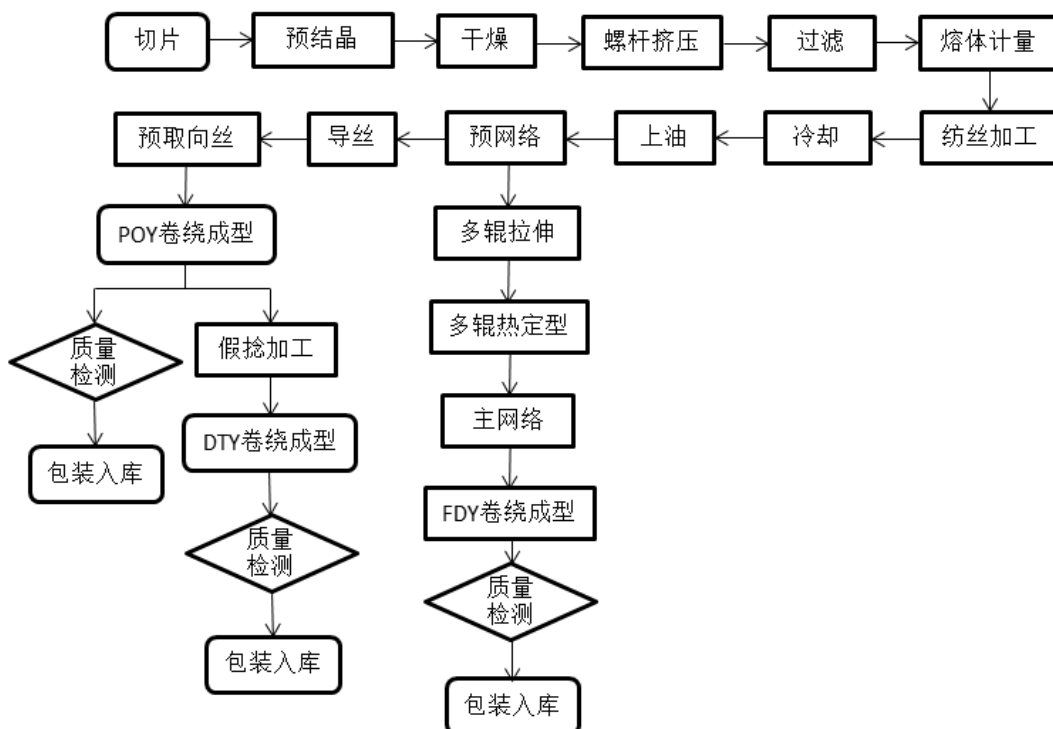 切片
预结晶
干燥
螺杆挤压
过滤
熔体计量
预取向丝
导丝
预网络
上油
冷却
纺丝加工
POY卷绕成型
多辊拉伸
质量
检测
假捻加工
多辊热定型
包装入库
DTY卷绕成型
主网络
质量
检测
FDY卷绕成型
包装入库
质量
检测
包装入库